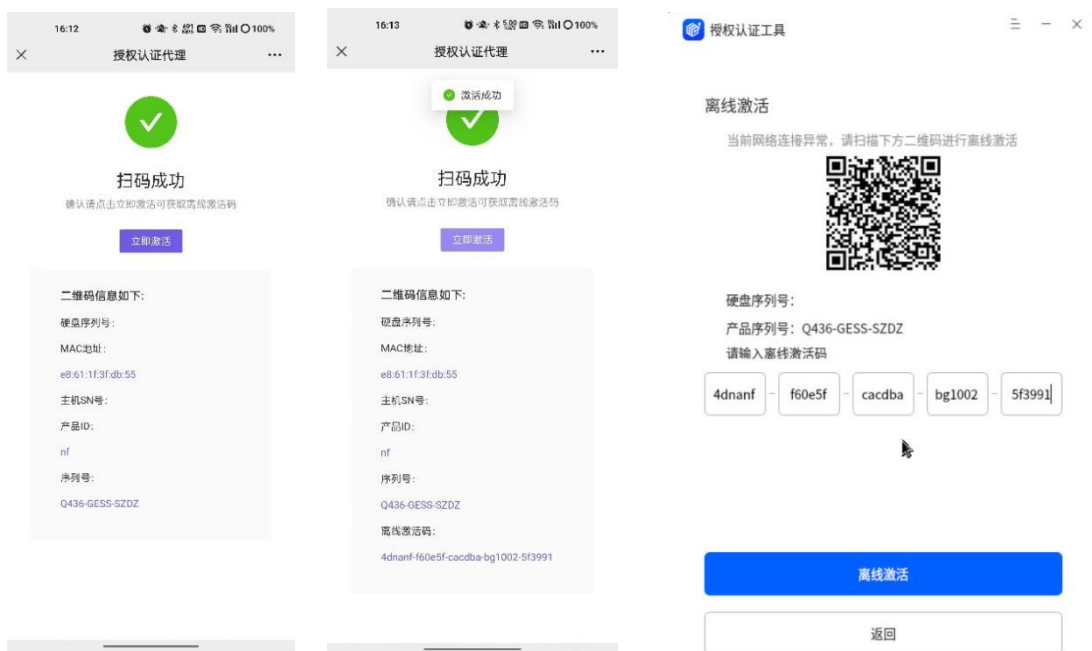 16:12
100%
授权认证代理
扫码成功
确认请点击立即激活可获取离线激活码
立即激活
二维码信息如下:
硬盘序列号:
MAC地址:
e8:61:1f:3f:db:55
主机SN号:
产品ID:
nf
序列号:
Q436-GESS-SZDZ
16:13
100%
授权认证代理
激活成功
扫码成功
确认请点击立即激活可获取离线激活码
立即激活
二维码信息如下:
硬盘序列号:
MAC地址:
e8:61:1f:3f:db:55
主机SN号:
产品ID:
nf
序列号:
Q436-GESS-SZDZ
离线激活码:
4dnanf-f60e5f-cacdba-bg1002-5f3991
授权认证工具
离线激活
当前网络连接异常，请扫描下方二维码进行离线激活
硬盘序列号:
产品序列号: Q436-GESS-SZDZ
请输入离线激活码
4dnanf - f60e5f - cacdba - bg1002 - 5f3991
离线激活
返回